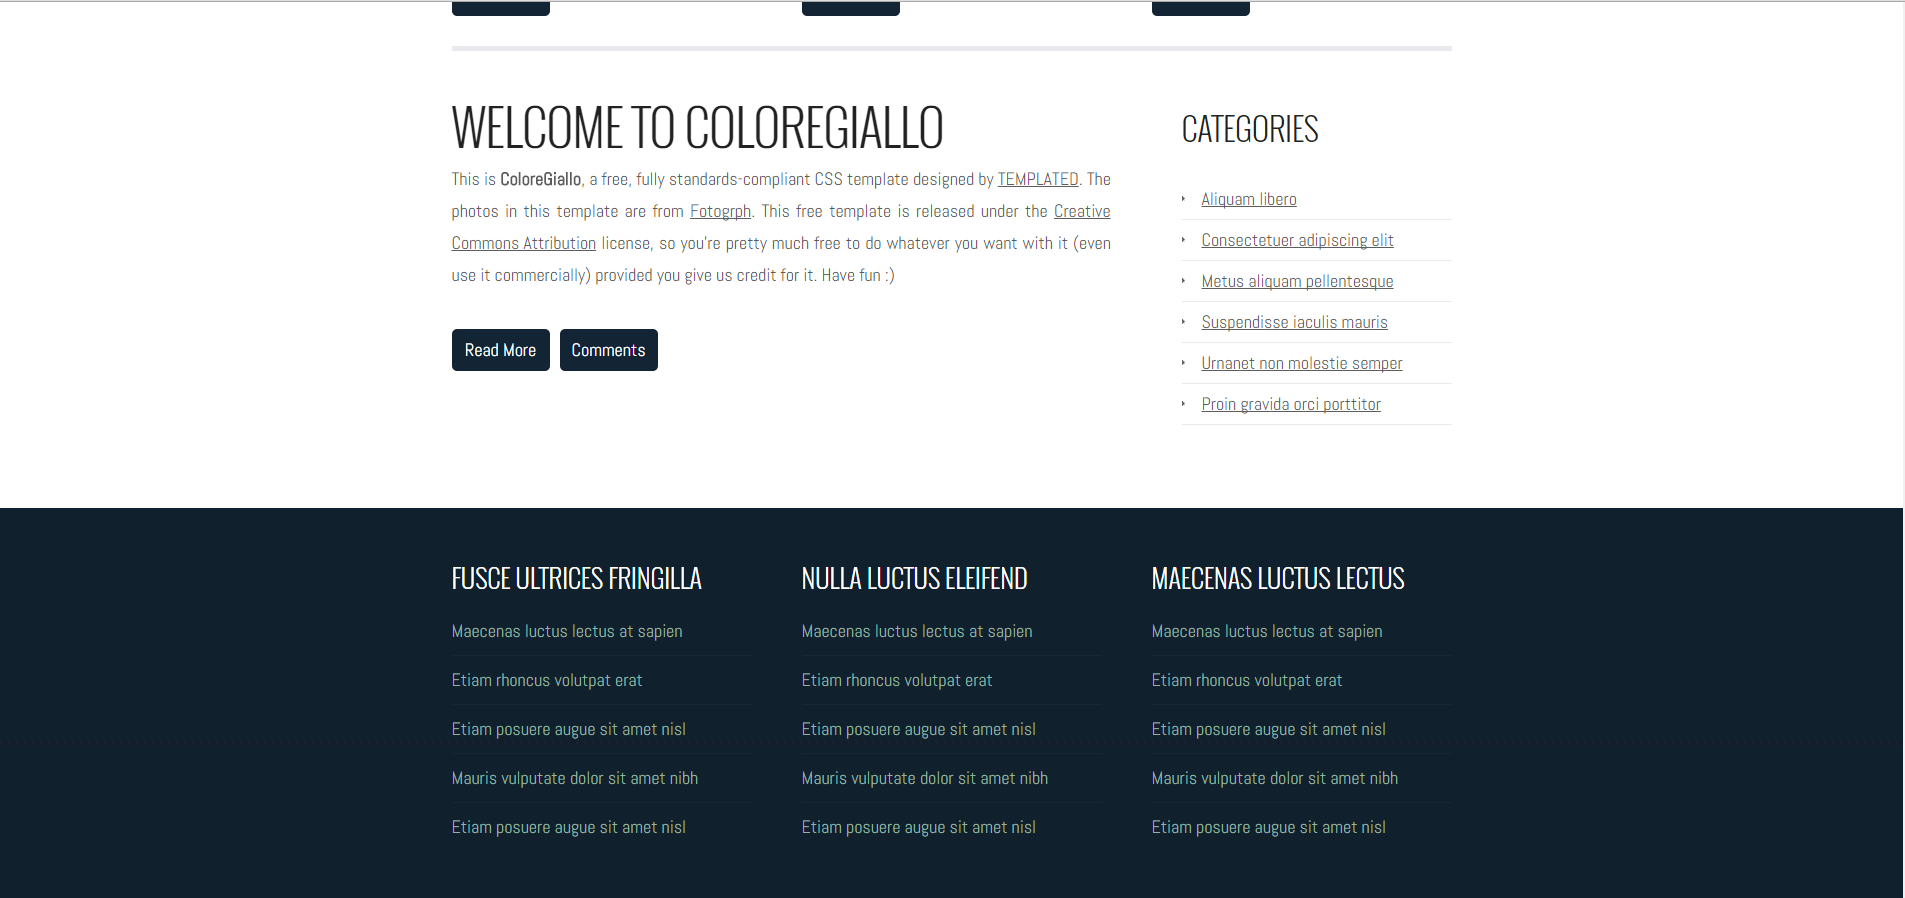 WELCOME TO COLOREGIALLO
This is ColoreGiallo, a free, fully standards-compliant CSS template designed by TEMPLATED. The
photos in this template are from Fotogrph. This free template is released under the Creative
Commons Attribution license, so you're pretty much free to do whatever you want with it (even
use it commercially) provided you give us credit for it. Have fun :)
Read More
Comments
CATEGORIES
Aliquam libero
Consectetuer adipiscing elit
Metus aliquam pellentesque
Suspendisse iaculis mauris
Urnanet non molestie semper
Proin gravida orci porttitor
FUSCE ULTRICES FRINGILLA
Maecenas luctus lectus at sapien
Etiam rhoncus volutpat erat
Etiam posuere augue sit amet nisl
Mauris vulputate dolor sit amet nibh
Etiam posuere augue sit amet nisl
NULLA LUCTUS ELEIFEND
Maecenas luctus lectus at sapien
Etiam rhoncus volutpat erat
Etiam posuere augue sit amet nisl
Mauris vulputate dolor sit amet nibh
Etiam posuere augue sit amet nisl
MAECENAS LUCTUS LECTUS
Maecenas luctus lectus at sapien
Etiam rhoncus volutpat erat
Etiam posuere augue sit amet nisl
Mauris vulputate dolor sit amet nibh
Etiam posuere augue sit amet nisl